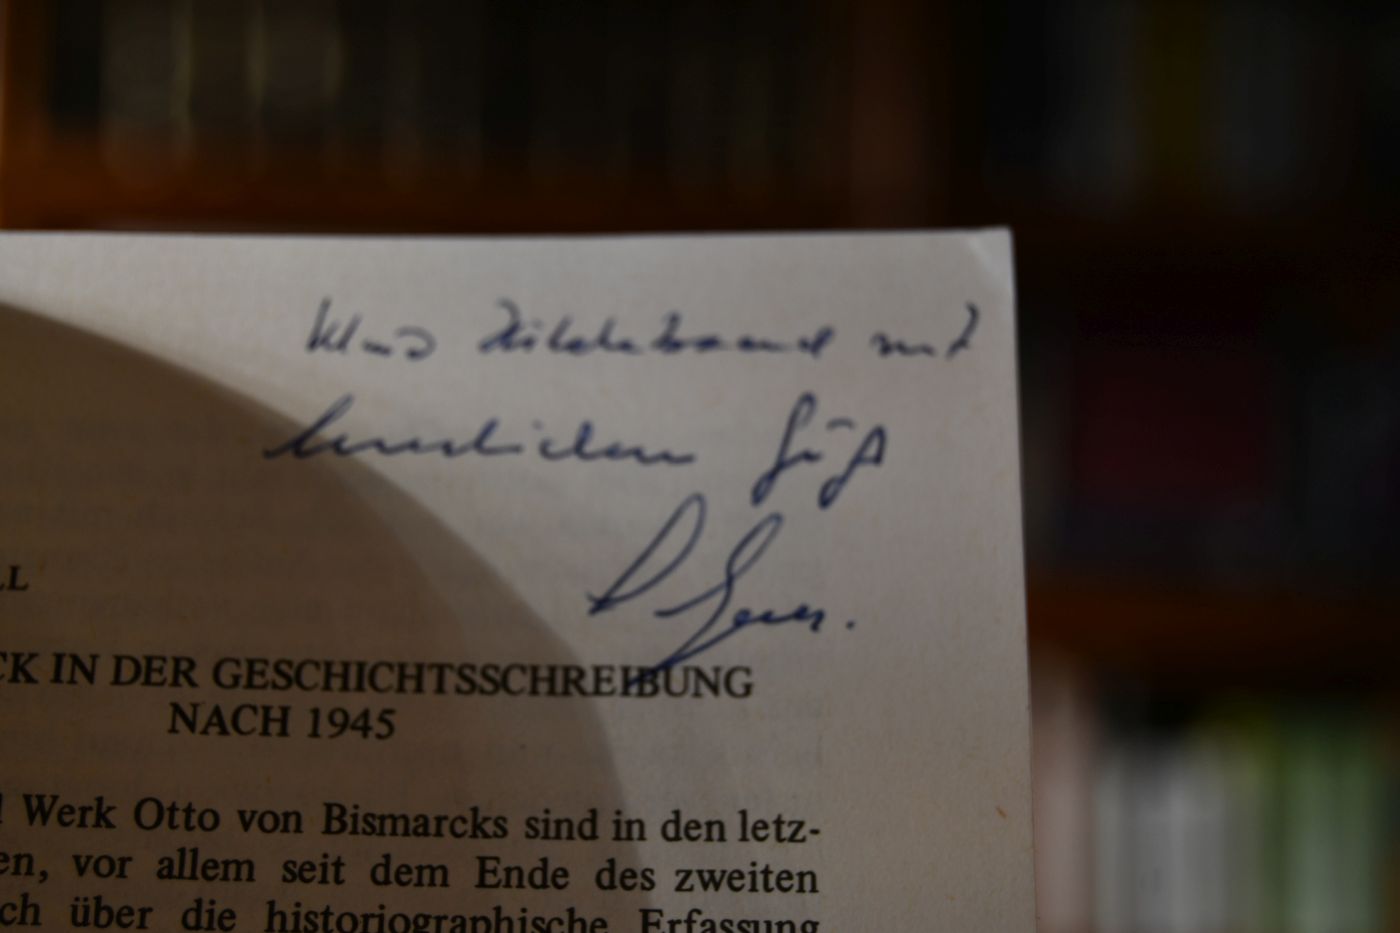 Klaus Hildebrand mit
herzlichem Gruß
LL
CK IN DER GESCHICHTSSCHREIBUNG
NACH 1945
Werk Otto von Bismarcks sind in den letz-
en, vor allem seit dem Ende des zweiten
ch über die historiographische Erfassung